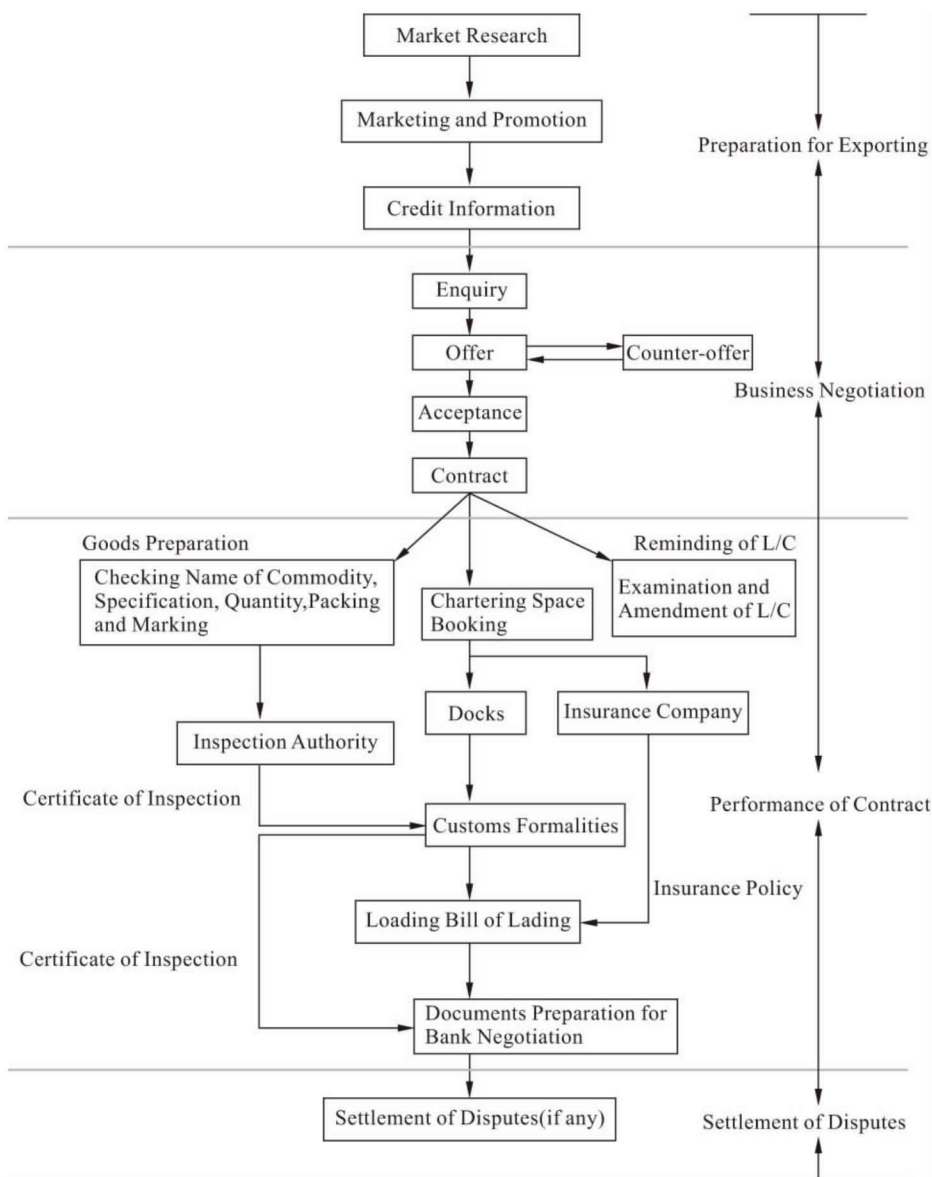 Market Research
Marketing and Promotion
Preparation for Exporting
Credit Information
Enquiry
Offer
Counter-offer
Business Negotiation
Acceptance
Contract
Goods Preparation
Reminding of L/C
Checking Name of Commodity,
Specification, Quantity,Packing
and Marking
Chartering Space
Booking
Examination and
Amendment of L/C
Docks
Insurance Company
Inspection Authority
Certificate of Inspection
Performance of Contract
Customs Formalities
Insurance Policy
Loading Bill of Lading
Certificate of Inspection
Documents Preparation for
Bank Negotiation
Settlement of Disputes(if any)
Settlement of Disputes